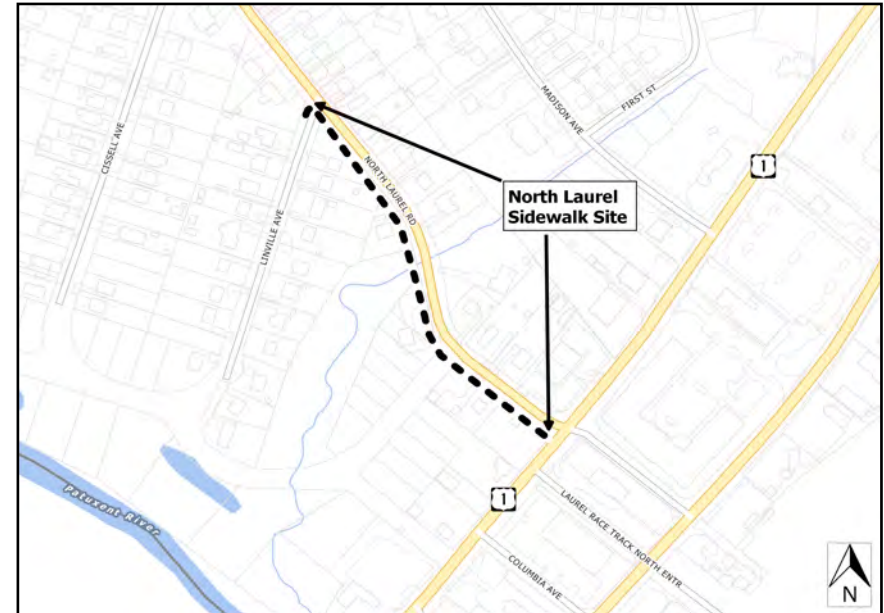 CISSELL AVE
LINVILLE AVE
NORTH LAUREL RD
MADISON AVE
FIRST ST
1
North Laurel
Sidewalk Site
1
LAUREL RACE TRACK NORTH ENTR
COLUMBIA AVE
Patuxent River
N